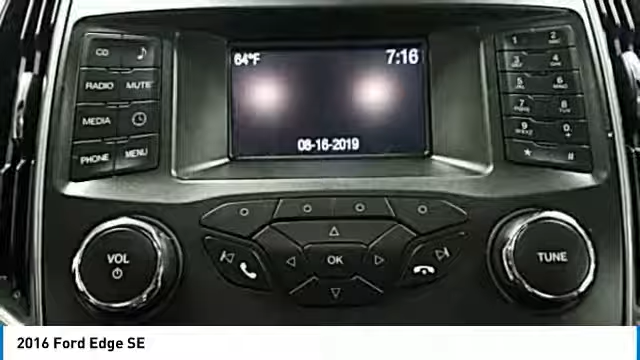 CD
RADIO MUTE
MEDIA
PHONE MENU
64°F 7:16
08-16-2019
1 2
3 4
5 6
7 8
9 0
* #
VOL
OK
TUNE
2016 Ford Edge SE